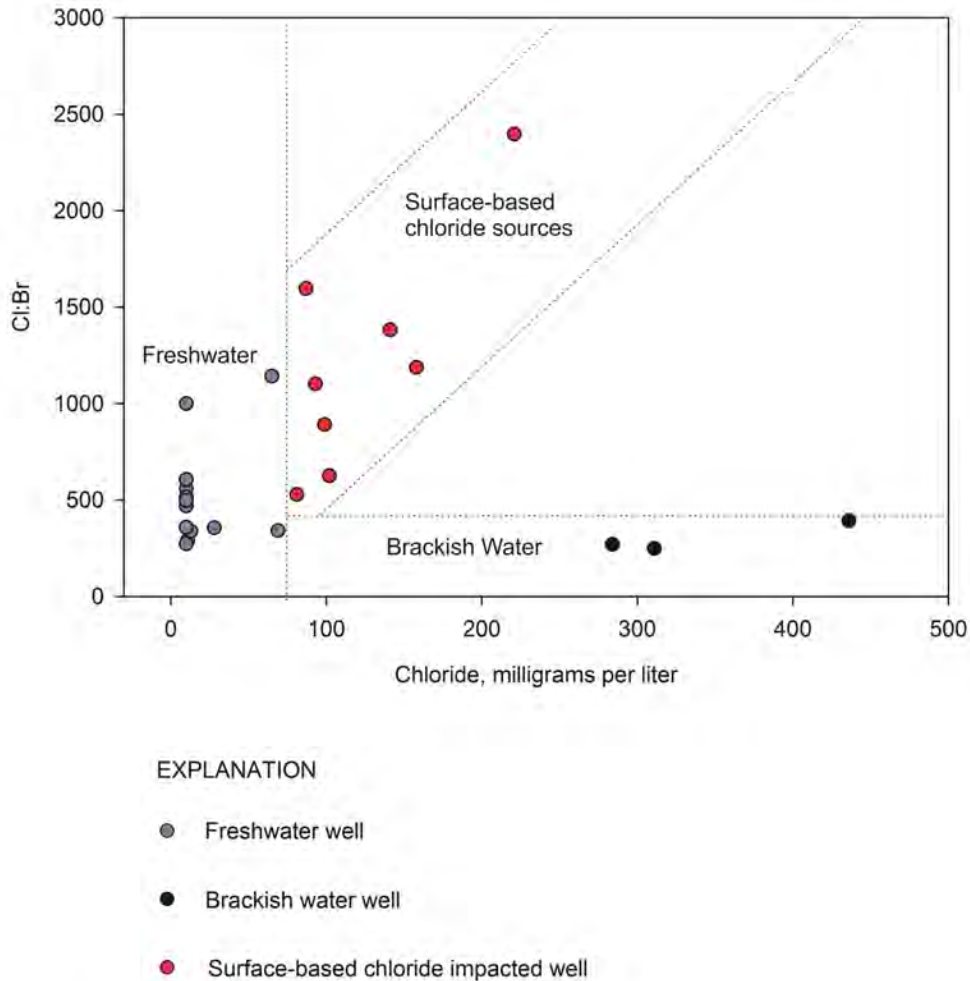 3000
2500
2000
1500
1000
500
0
Cl:Br
Surface-based
chloride sources
Freshwater
Brackish Water
0 100 200 300 400 500
Chloride, milligrams per liter
EXPLANATION
Freshwater well
Brackish water well
Surface-based chloride impacted well